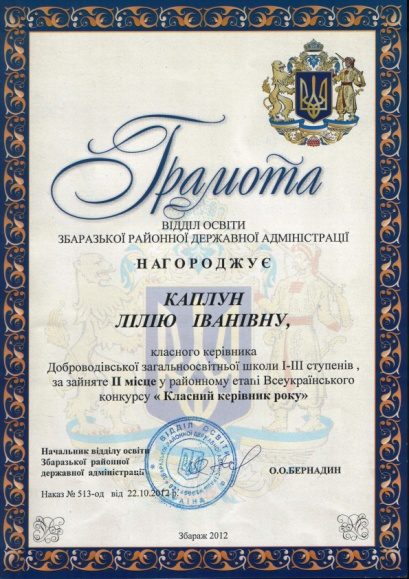 Грамота
ВІДДІЛ ОСВІТИ
ЗБАРАЗЬКОЇ РАЙОННОЇ ДЕРЖАВНОЇ АДМІНІСТРАЦІЇ
НАГОРОДЖУЄ
КАПЛУН
ЛІЛІЮ ІВАНІВНУ,
класного керівника
Доброводівської загальноосвітньої школи І-ІІІ ступенів ,
за зайняте ІІ місце у районному етапі Всеукраїнського
конкурсу « Класний керівник року»
Начальник відділу освіти
Збаразької районної
державної адміністрації
О.О.БЕРНАДИН
Наказ № 513-од від 22.10.2012 р.
ВІДДІЛ ОСВІТИ
Збараж 2012